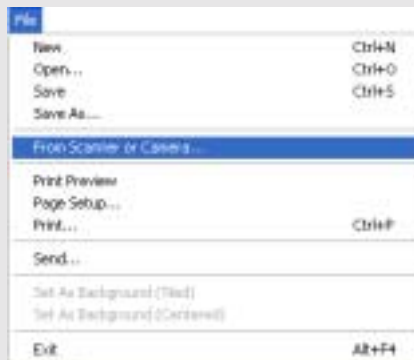 File
New Ctrl+N
Open... Ctrl+O
Save Ctrl+S
Save As...
From Scanner or Camera...
Print Preview
Page Setup...
Print... Ctrl+P
Send...
Set As Background (Tiled)
Set As Background (Centered)
Exit Alt+F4